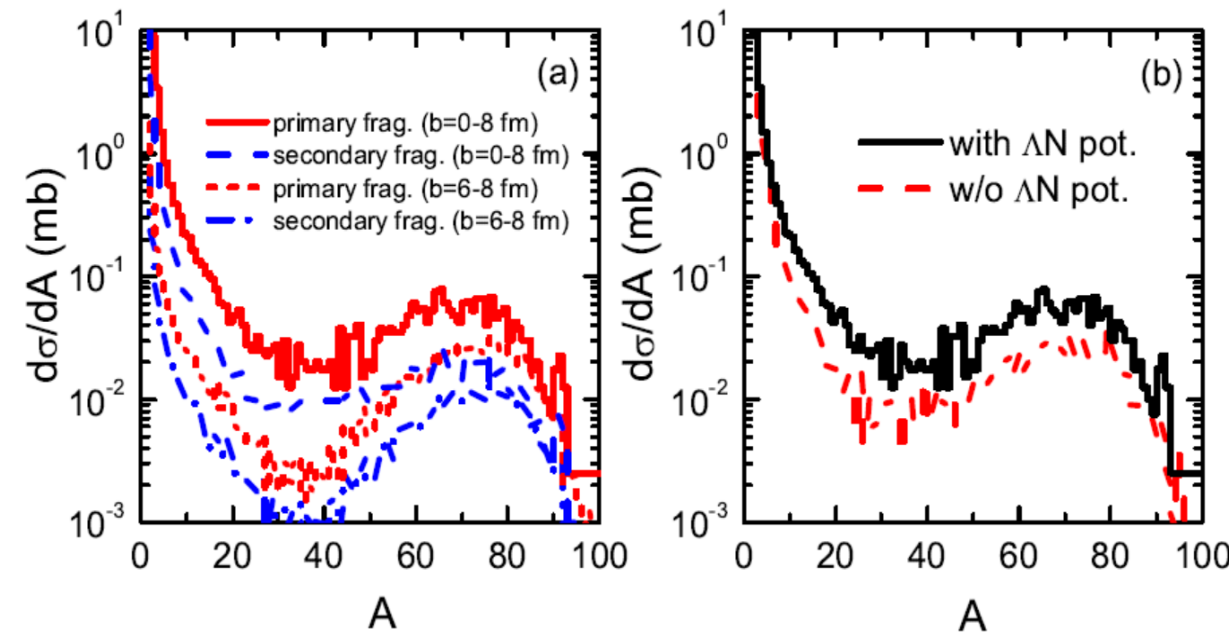 (a)
dσ/dA (mb)
10¹
10⁰
10⁻¹
10⁻²
10⁻³
primary frag. (b=0-8 fm)
secondary frag. (b=0-8 fm)
primary frag. (b=6-8 fm)
secondary frag. (b=6-8 fm)
0 20 40 60 80 100
A
(b)
dσ/dA (mb)
10¹
10⁰
10⁻¹
10⁻²
10⁻³
with ΛN pot.
w/o ΛN pot.
0 20 40 60 80 100
A